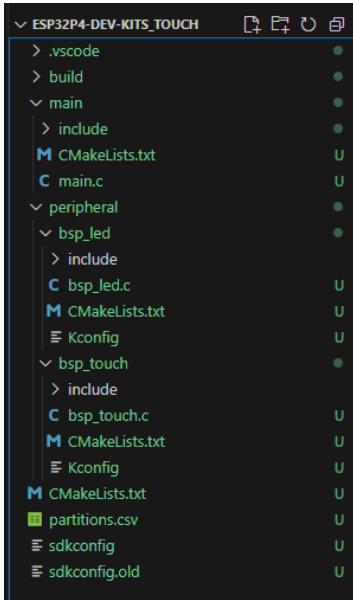 ESP32P4-DEV-KITS_TOUCH
.vscode
build
main
include
M CMakeLists.txt U
C main.c U
peripheral
bsp_led
include
C bsp_led.c U
M CMakeLists.txt U
Kconfig U
bsp_touch
include
C bsp_touch.c U
M CMakeLists.txt U
Kconfig U
M CMakeLists.txt U
partitions.csv U
sdkconfig U
sdkconfig.old U